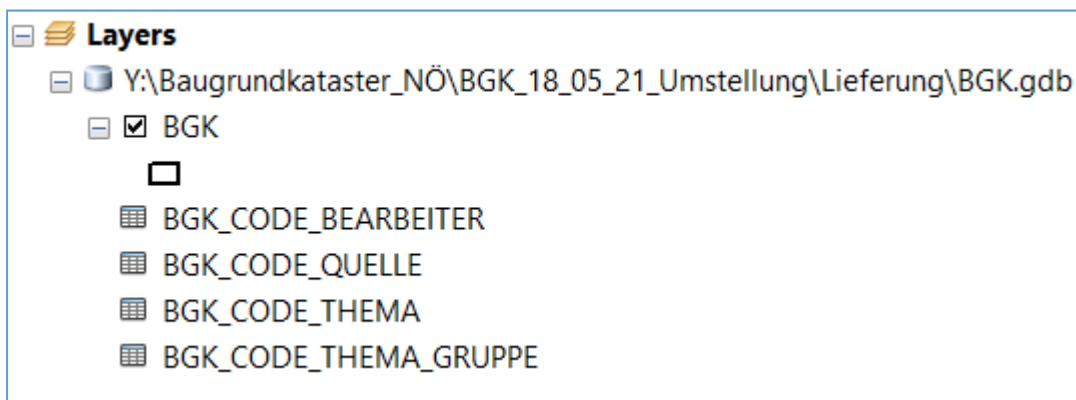 Layers
Y:\Baugrundkataster_NÖ\BGK_18_05_21_Umstellung\Lieferung\BGK.gdb
BGK
BGK_CODE_BEARBEITER
BGK_CODE_QUELLE
BGK_CODE_THEMA
BGK_CODE_THEMA_GRUPPE